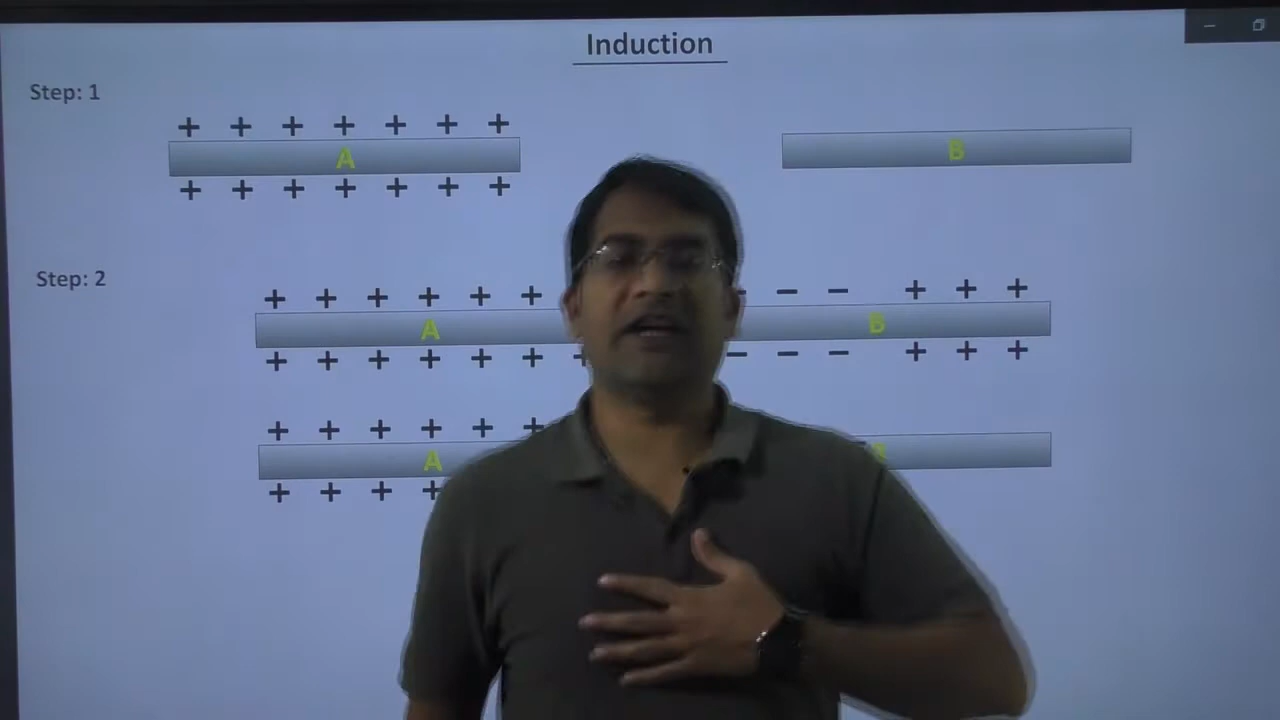 Induction
Step: 1
+ + + + + + +
A
B
+ + + + + + +
Step: 2
+ + + + + + - - - + + +
A
B
+ + + + + + + - - - + + +
+ + + + + +
A
B
+ + + +